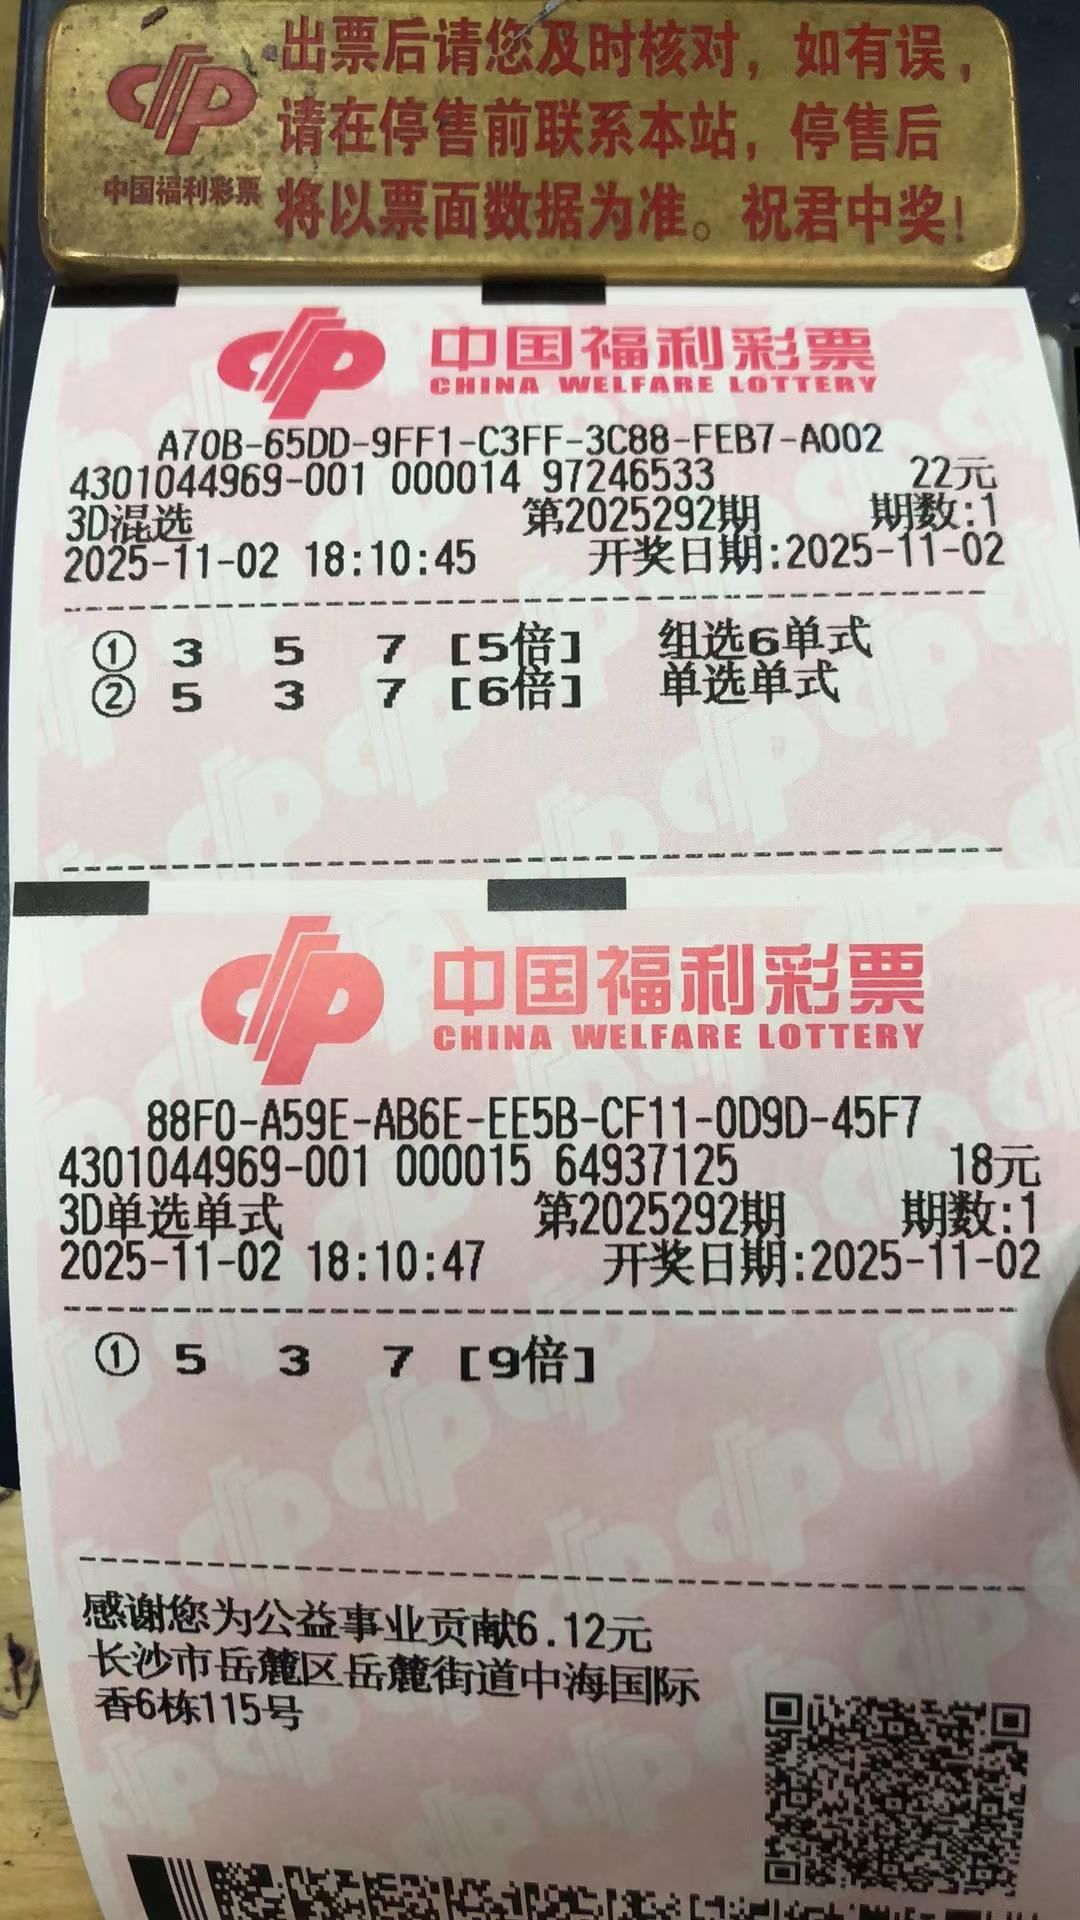 出票后请您及时核对，如有误，
请在停售前联系本站，停售后
将以票面数据为准。祝君中奖！
中国福利彩票
中国福利彩票
CHINA WELFARE LOTTERY
A70B-65DD-9FF1-C3FF-3C88-FEB7-A002
4301044969-001 000014 97246533 22元
3D混选 第2025292期 期数:1
2025-11-02 18:10:45 开奖日期:2025-11-02
① 3 5 7 [5倍] 组选6单式
② 5 3 7 [6倍] 单选单式
中国福利彩票
CHINA WELFARE LOTTERY
88F0-A59E-AB6E-EE5B-CF11-0D9D-45F7
4301044969-001 000015 64937125 18元
3D单选单式 第2025292期 期数:1
2025-11-02 18:10:47 开奖日期:2025-11-02
① 5 3 7 [9倍]
感谢您为公益事业贡献6.12元
长沙市岳麓区岳麓街道中海国际
香6栋115号